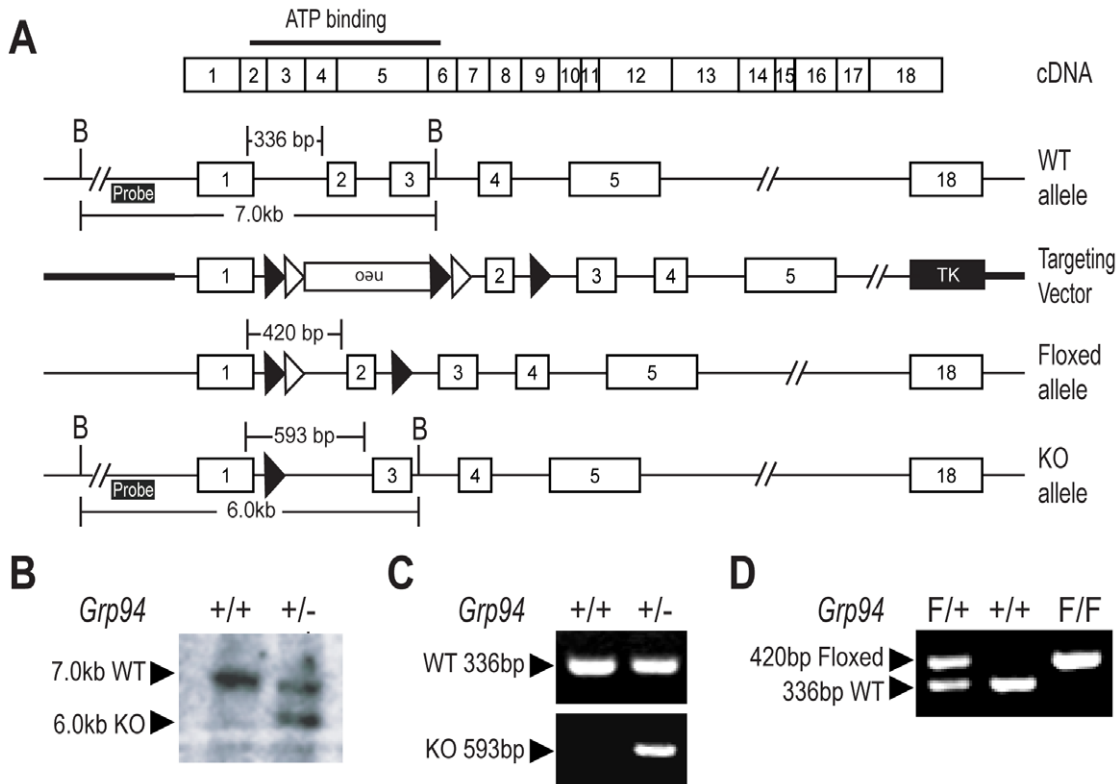 A
ATP binding
1 2 3 4 5 6 7 8 9 10 11 12 13 14 15 16 17 18
cDNA
B 336 bp B
1 2 3 4 5 18
WT allele
Probe
7.0kb
1 neo 2 3 4 5 TK
Targeting Vector
420 bp
1 2 3 4 5 18
Floxed allele
B 593 bp B
1 3 4 5 18
KO allele
Probe
6.0kb
B
Grp94 +/+ +/-
7.0kb WT
6.0kb KO
C
Grp94 +/+ +/-
WT 336bp
KO 593bp
D
Grp94 F/+ +/+ F/F
420bp Floxed
336bp WT